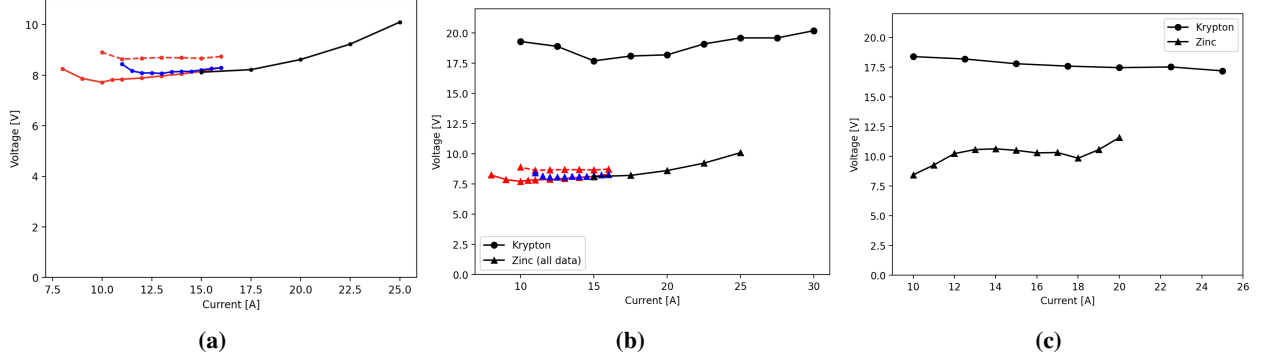 10
8
6
4
2
0
Voltage [V]
7.5 10.0 12.5 15.0 17.5 20.0 22.5 25.0
Current [A]
(a)
20.0
17.5
15.0
12.5
10.0
7.5
5.0
2.5
0.0
Voltage [V]
Krypton
Zinc (all data)
10 15 20 25 30
Current [A]
(b)
20.0
17.5
15.0
12.5
10.0
7.5
5.0
2.5
0.0
Voltage [V]
Krypton
Zinc
10 12 14 16 18 20 22 24 26
Current [A]
(c)